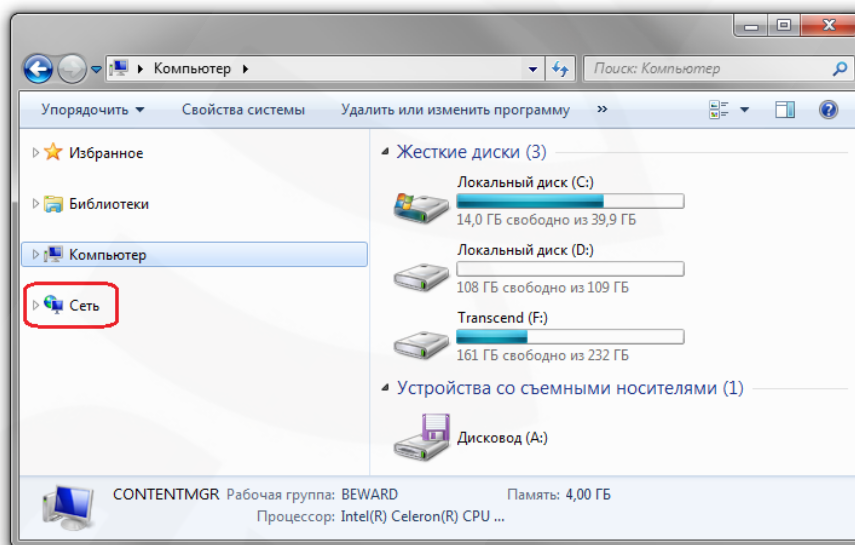 Компьютер
Поиск: Компьютер
Упорядочить Свойства системы Удалить или изменить программу »
Избранное
Библиотеки
Компьютер
Сеть
Жесткие диски (3)
Локальный диск (C:)
14,0 ГБ свободно из 39,9 ГБ
Локальный диск (D:)
108 ГБ свободно из 109 ГБ
Transcend (F:)
161 ГБ свободно из 232 ГБ
Устройства со съемными носителями (1)
Дисковод (A:)
CONTENTMGR Рабочая группа: BEWARD Память: 4,00 ГБ
Процессор: Intel(R) Celeron(R) CPU ...